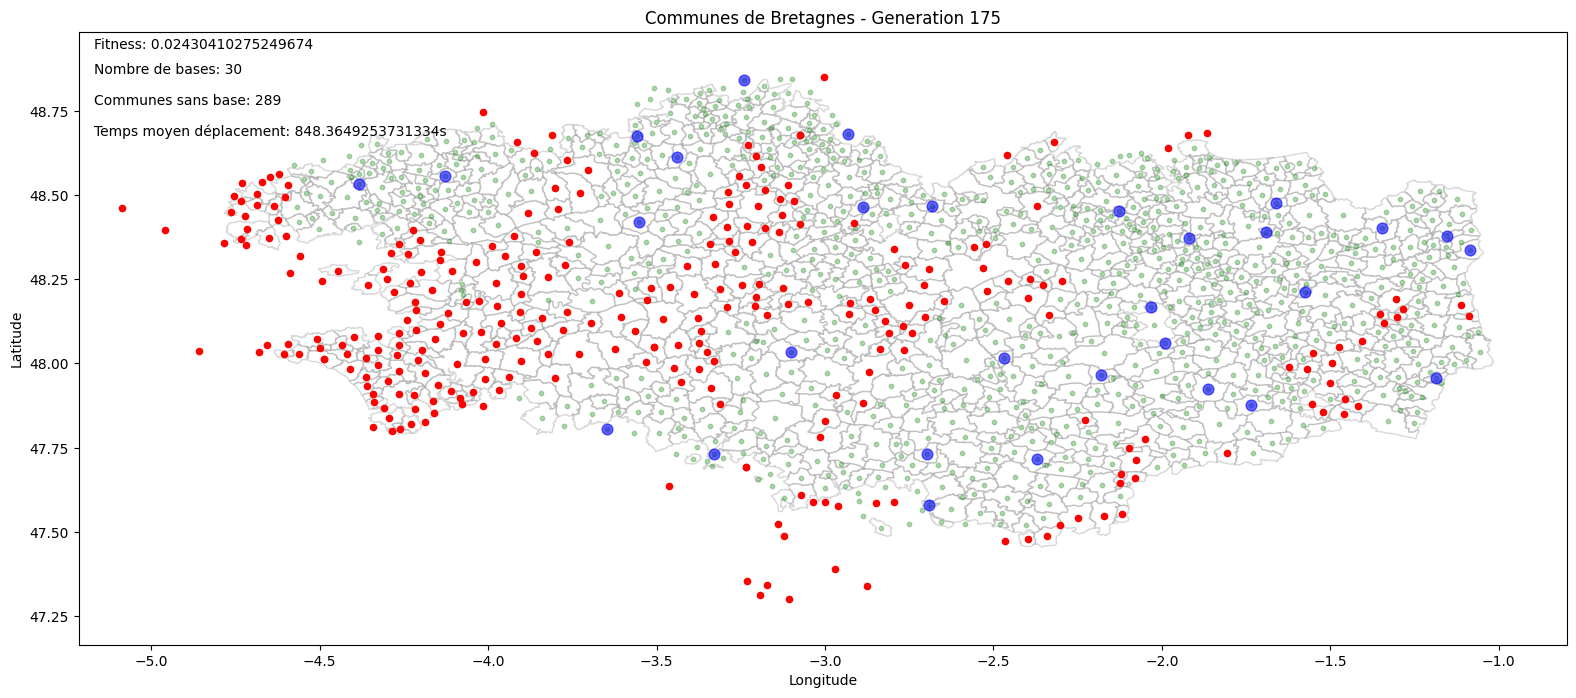 Communes de Bretagnes - Generation 175
Fitness: 0.02430410275249674
Nombre de bases: 30
Communes sans base: 289
Temps moyen déplacement: 848.3649253731334s
Latitude
48.75
48.50
48.25
48.00
47.75
47.50
47.25
−5.0 −4.5 −4.0 −3.5 −3.0 −2.5 −2.0 −1.5 −1.0
Longitude